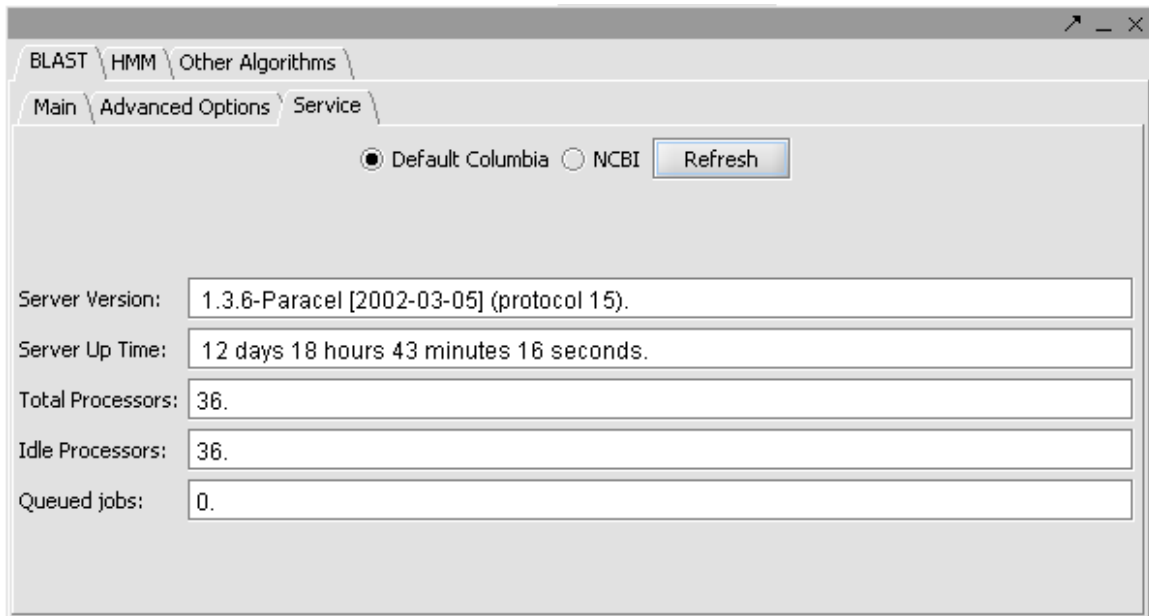 BLAST HMM Other Algorithms
Main Advanced Options Service
Default Columbia NCBI Refresh
Server Version: 1.3.6-Paracel [2002-03-05] (protocol 15).
Server Up Time: 12 days 18 hours 43 minutes 16 seconds.
Total Processors: 36.
Idle Processors: 36.
Queued jobs: 0.